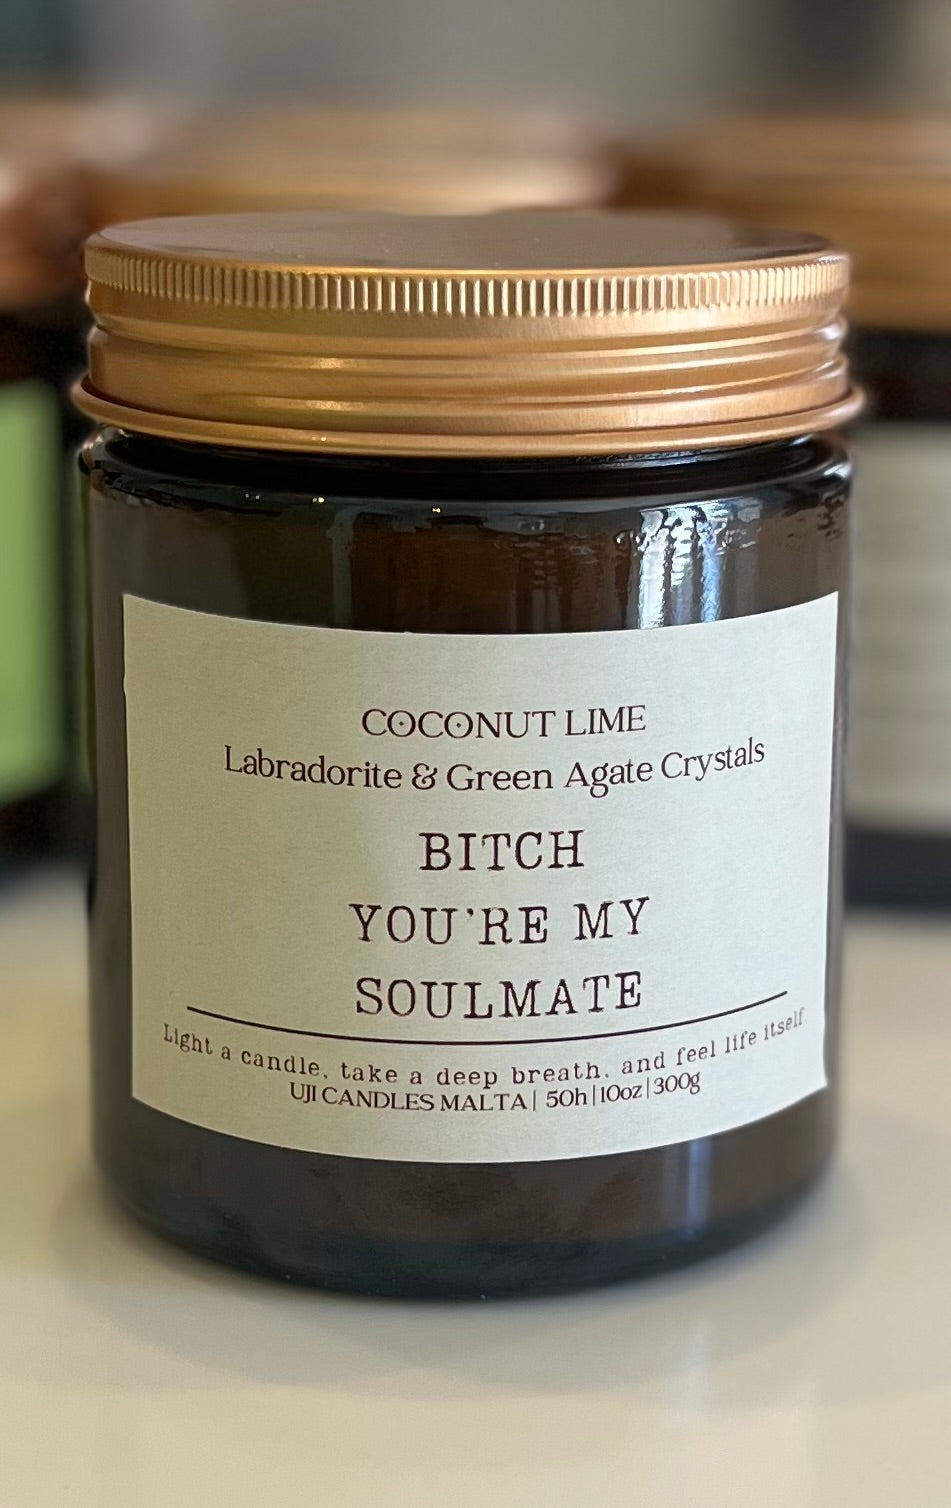 COCONUT LIME
Labradorite & Green Agate Crystals
BITCH
YOU'RE MY
SOULMATE
Light a candle, take a deep breath, and feel life itself.
UJI CANDLES MALTA | 50h | 10oz | 300g